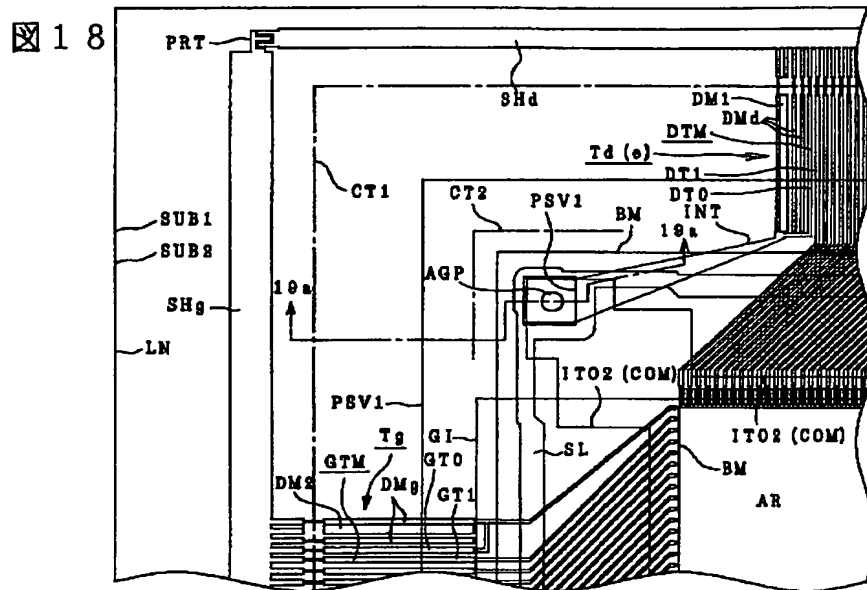 図18
PRT
SHd
DM1
DMd
DTM
Td(e)
DT1
DT0
CT1
CT2
PSV1
BM
INT
SUB1
SUB2
19a
AGP
19a
SHg
LN
ITO2(COM)
PSV1
GI
Tg
GTM
GT0
DM2
DMg
GT1
SL
ITO2(COM)
BM
AR